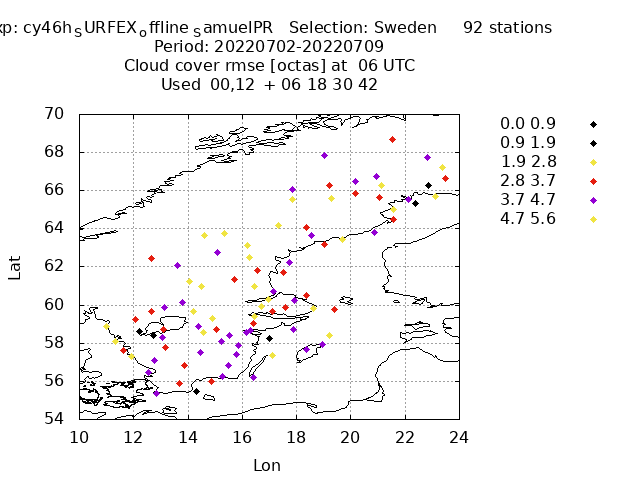 xp: cy46hSURFEXoffline SamuelPR Selection: Sweden 92 stations
Period: 20220702-20220709
Cloud cover rmse [octas] at 06 UTC
Used 00,12 + 06 18 30 42
70
68
66
64
62
60
58
56
54
Lat
10 12 14 16 18 20 22 24
Lon
0.0 0.9
0.9 1.9
1.9 2.8
2.8 3.7
3.7 4.7
4.7 5.6